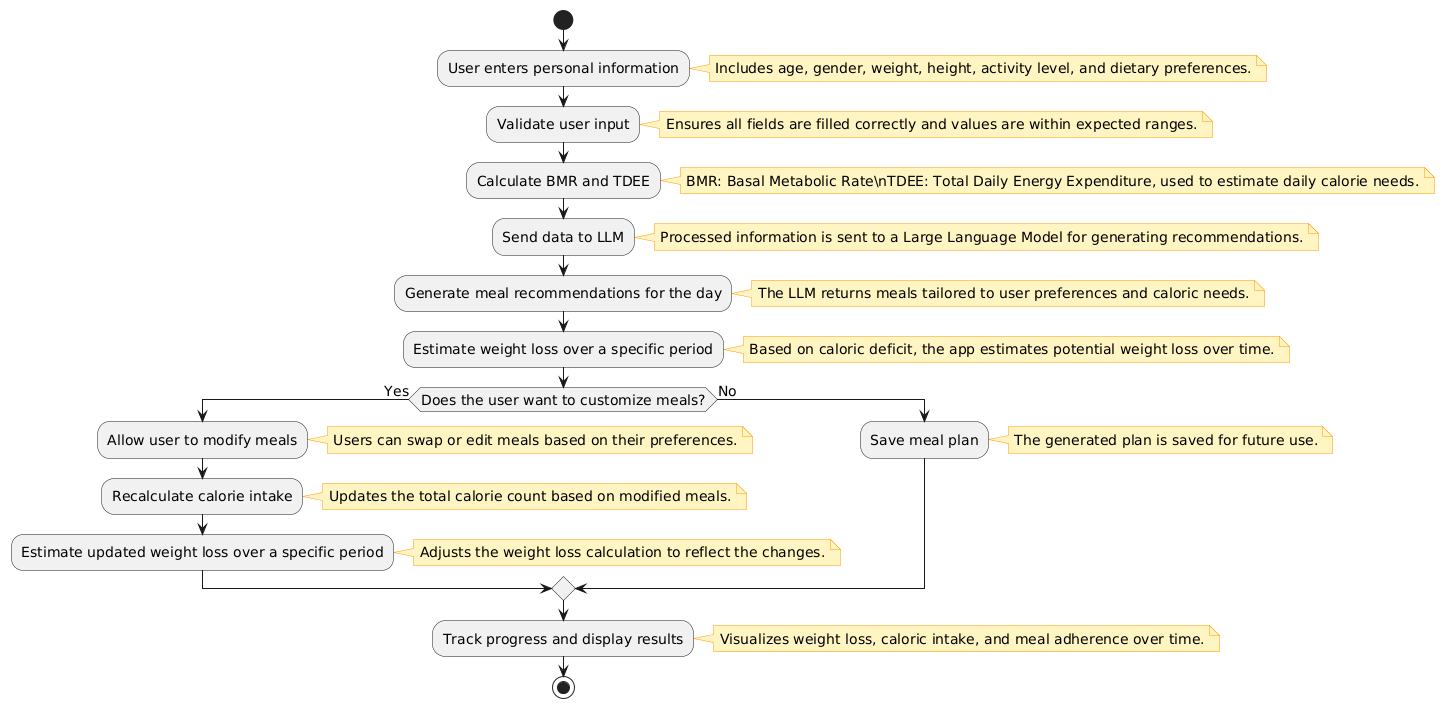 User enters personal information
Includes age, gender, weight, height, activity level, and dietary preferences.
Validate user input
Ensures all fields are filled correctly and values are within expected ranges.
Calculate BMR and TDEE
BMR: Basal Metabolic Rate\nTDEE: Total Daily Energy Expenditure, used to estimate daily calorie needs.
Send data to LLM
Processed information is sent to a Large Language Model for generating recommendations.
Generate meal recommendations for the day
The LLM returns meals tailored to user preferences and caloric needs.
Estimate weight loss over a specific period
Based on caloric deficit, the app estimates potential weight loss over time.
Yes
Does the user want to customize meals?
No
Allow user to modify meals
Users can swap or edit meals based on their preferences.
Save meal plan
The generated plan is saved for future use.
Recalculate calorie intake
Updates the total calorie count based on modified meals.
Estimate updated weight loss over a specific period
Adjusts the weight loss calculation to reflect the changes.
Track progress and display results
Visualizes weight loss, caloric intake, and meal adherence over time.